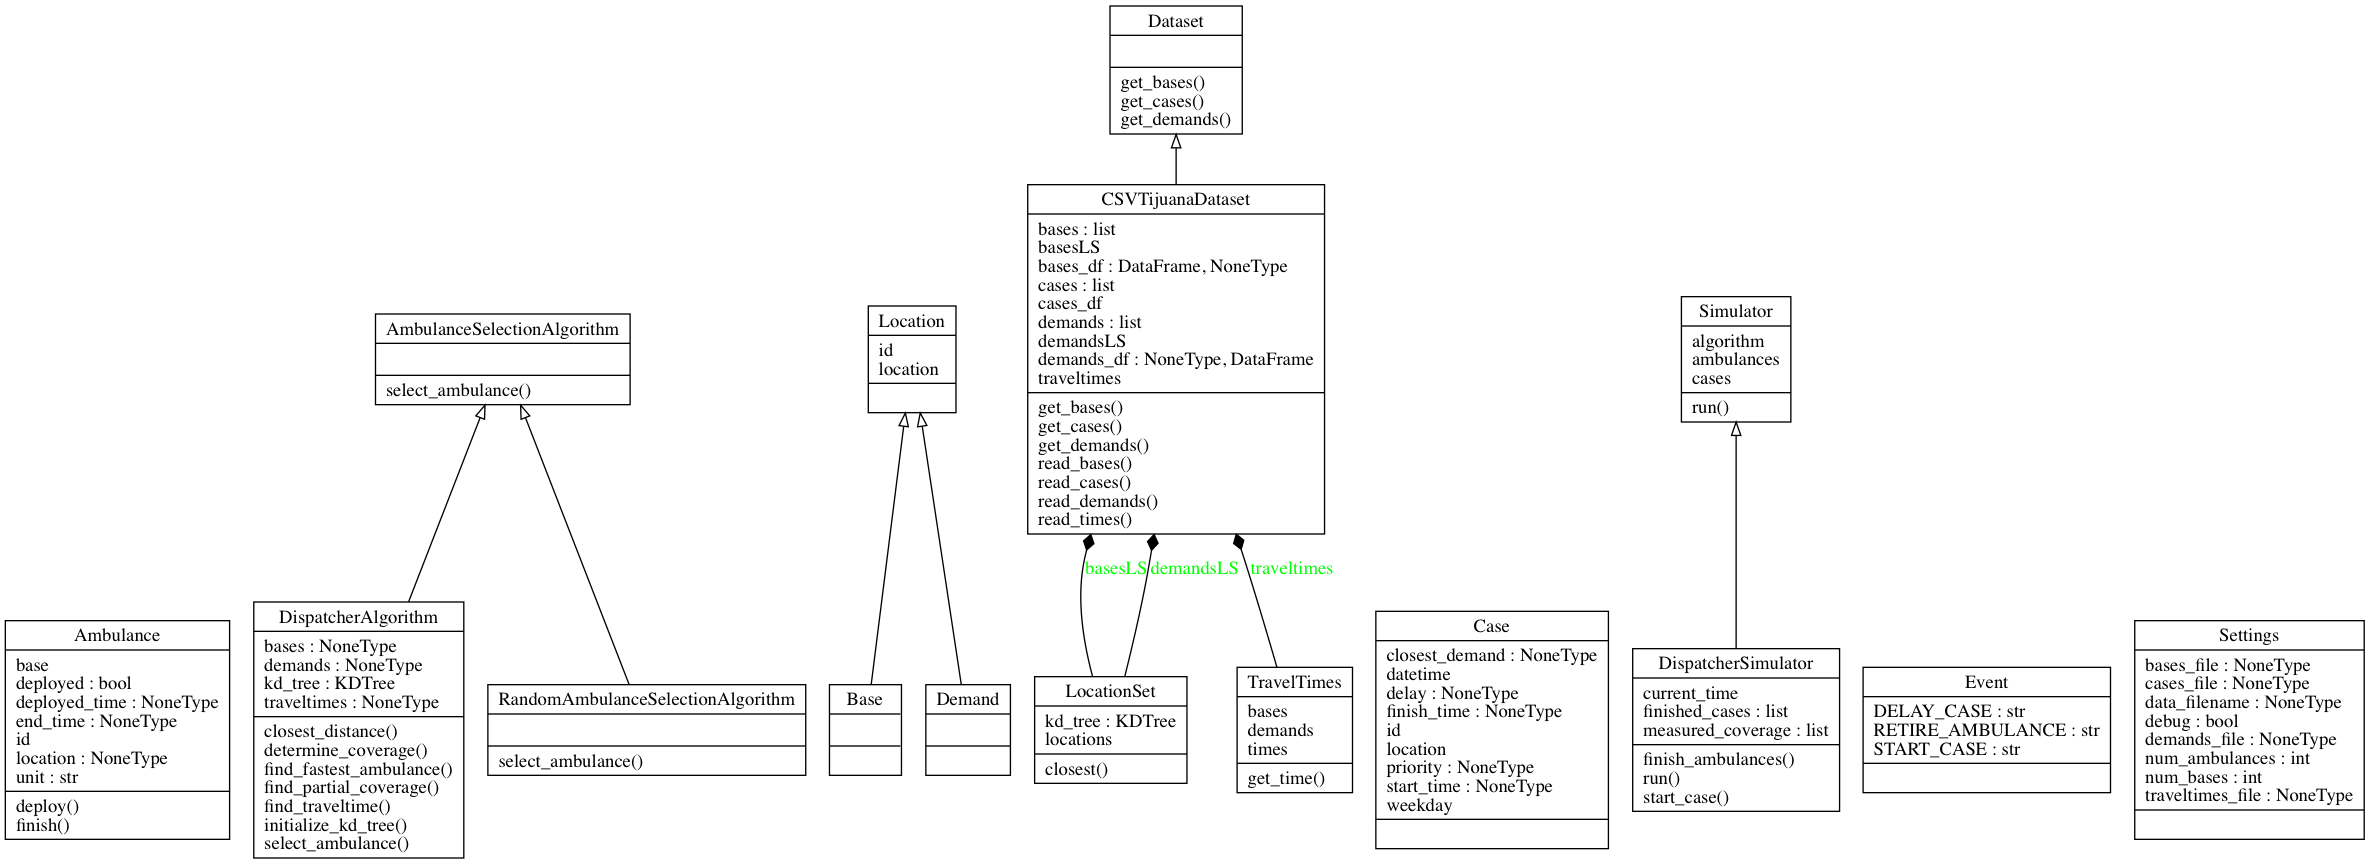 Dataset
get_bases()
get_cases()
get_demands()
CSVTijuanaDataset
bases : list
basesLS
bases_df : DataFrame, NoneType
cases : list
cases_df
demands : list
demandsLS
demands_df : NoneType, DataFrame
traveltimes
get_bases()
get_cases()
get_demands()
read_bases()
read_cases()
read_demands()
read_times()
AmbulanceSelectionAlgorithm
select_ambulance()
Location
id
location
Simulator
algorithm
ambulances
cases
run()
basesLS
demandsLS
traveltimes
Ambulance
base
deployed : bool
deployed_time : NoneType
end_time : NoneType
id
location : NoneType
unit : str
deploy()
finish()
DispatcherAlgorithm
bases : NoneType
demands : NoneType
kd_tree : KDTree
traveltimes : NoneType
closest_distance()
determine_coverage()
find_fastest_ambulance()
find_partial_coverage()
find_traveltime()
initialize_kd_tree()
select_ambulance()
RandomAmbulanceSelectionAlgorithm
select_ambulance()
Base
Demand
LocationSet
kd_tree : KDTree
locations
closest()
TravelTimes
bases
demands
times
get_time()
Case
closest_demand : NoneType
datetime
delay : NoneType
finish_time : NoneType
id
location
priority : NoneType
start_time : NoneType
weekday
DispatcherSimulator
current_time
finished_cases : list
measured_coverage : list
finish_ambulances()
run()
start_case()
Event
DELAY_CASE : str
RETIRE_AMBULANCE : str
START_CASE : str
Settings
bases_file : NoneType
cases_file : NoneType
data_filename : NoneType
debug : bool
demands_file : NoneType
num_ambulances : int
num_bases : int
traveltimes_file : NoneType